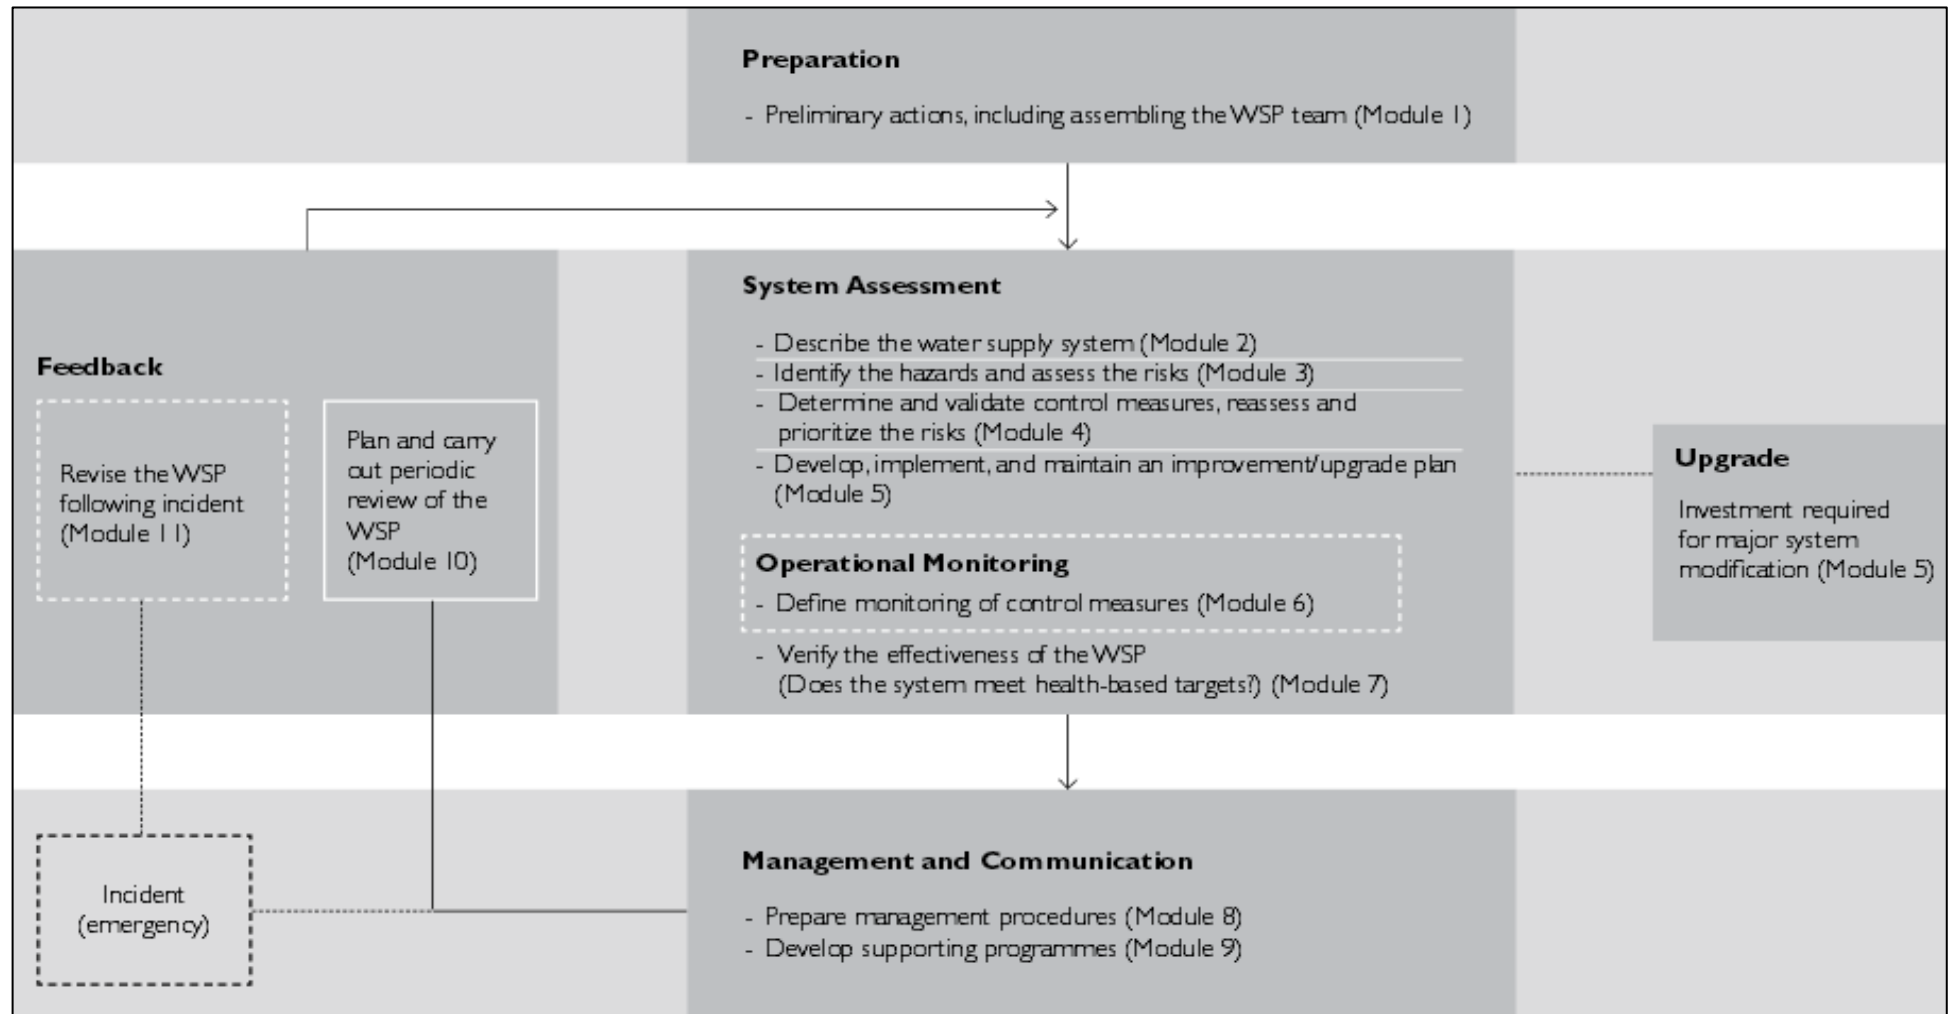 Preparation
- Preliminary actions, including assembling the WSP team (Module 1)
Feedback
Revise the WSP
following incident
(Module 11)
Plan and carry
out periodic
review of the
WSP
(Module 10)
System Assessment
- Describe the water supply system (Module 2)
- Identify the hazards and assess the risks (Module 3)
- Determine and validate control measures, reassess and
prioritize the risks (Module 4)
- Develop, implement, and maintain an improvement/upgrade plan
(Module 5)
Operational Monitoring
- Define monitoring of control measures (Module 6)
- Verify the effectiveness of the WSP
(Does the system meet health-based targets?) (Module 7)
Upgrade
Investment required
for major system
modification (Module 5)
Incident
(emergency)
Management and Communication
- Prepare management procedures (Module 8)
- Develop supporting programmes (Module 9)